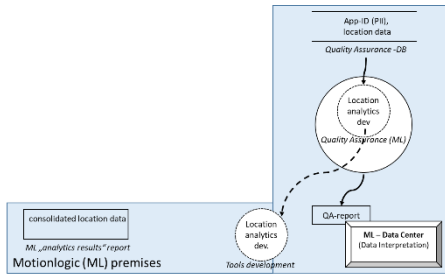 App-ID (PII),
location data
Quality Assurance -DB
Location
analytics
dev
Quality Assurance (ML)
QA-report
ML – Data Center
(Data Interpretation)
consolidated location data
ML „analytics results“ report
Location
analytics
dev.
Tools development
Motionlogic (ML) premises